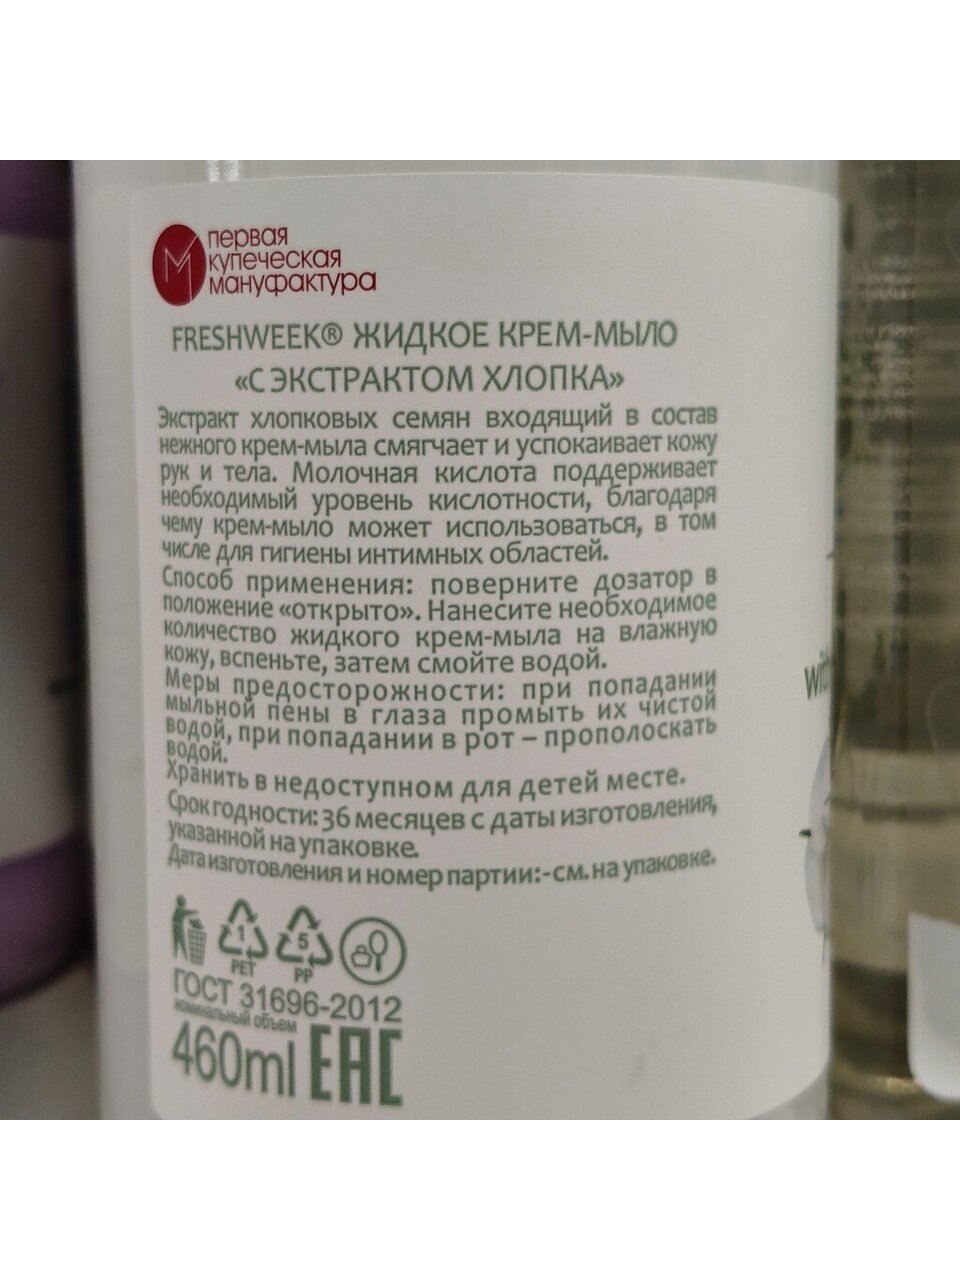 первая
купеческая
мануфактура
FRESHWEEK® ЖИДКОЕ КРЕМ-МЫЛО
«С ЭКСТРАКТОМ ХЛОПКА»
Экстракт хлопковых семян входящий в состав
нежного крем-мыла смягчает и успокаивает кожу
рук и тела. Молочная кислота поддерживает
необходимый уровень кислотности, благодаря
чему крем-мыло может использоваться, в том
числе для гигиены интимных областей.
Способ применения: поверните дозатор в
положение «открыто». Нанесите необходимое
количество жидкого крем-мыла на влажную
кожу, вспеньте, затем смойте водой.
Меры предосторожности: при попадании
мыльной пены в глаза промыть их чистой
водой, при попадании в рот – прополоскать
водой.
Хранить в недоступном для детей месте.
Срок годности: 36 месяцев с даты изготовления,
указанной на упаковке.
Дата изготовления и номер партии:-см. на упаковке.
1 5
PET PP
ГОСТ 31696-2012
номинальный объем
460ml EAC